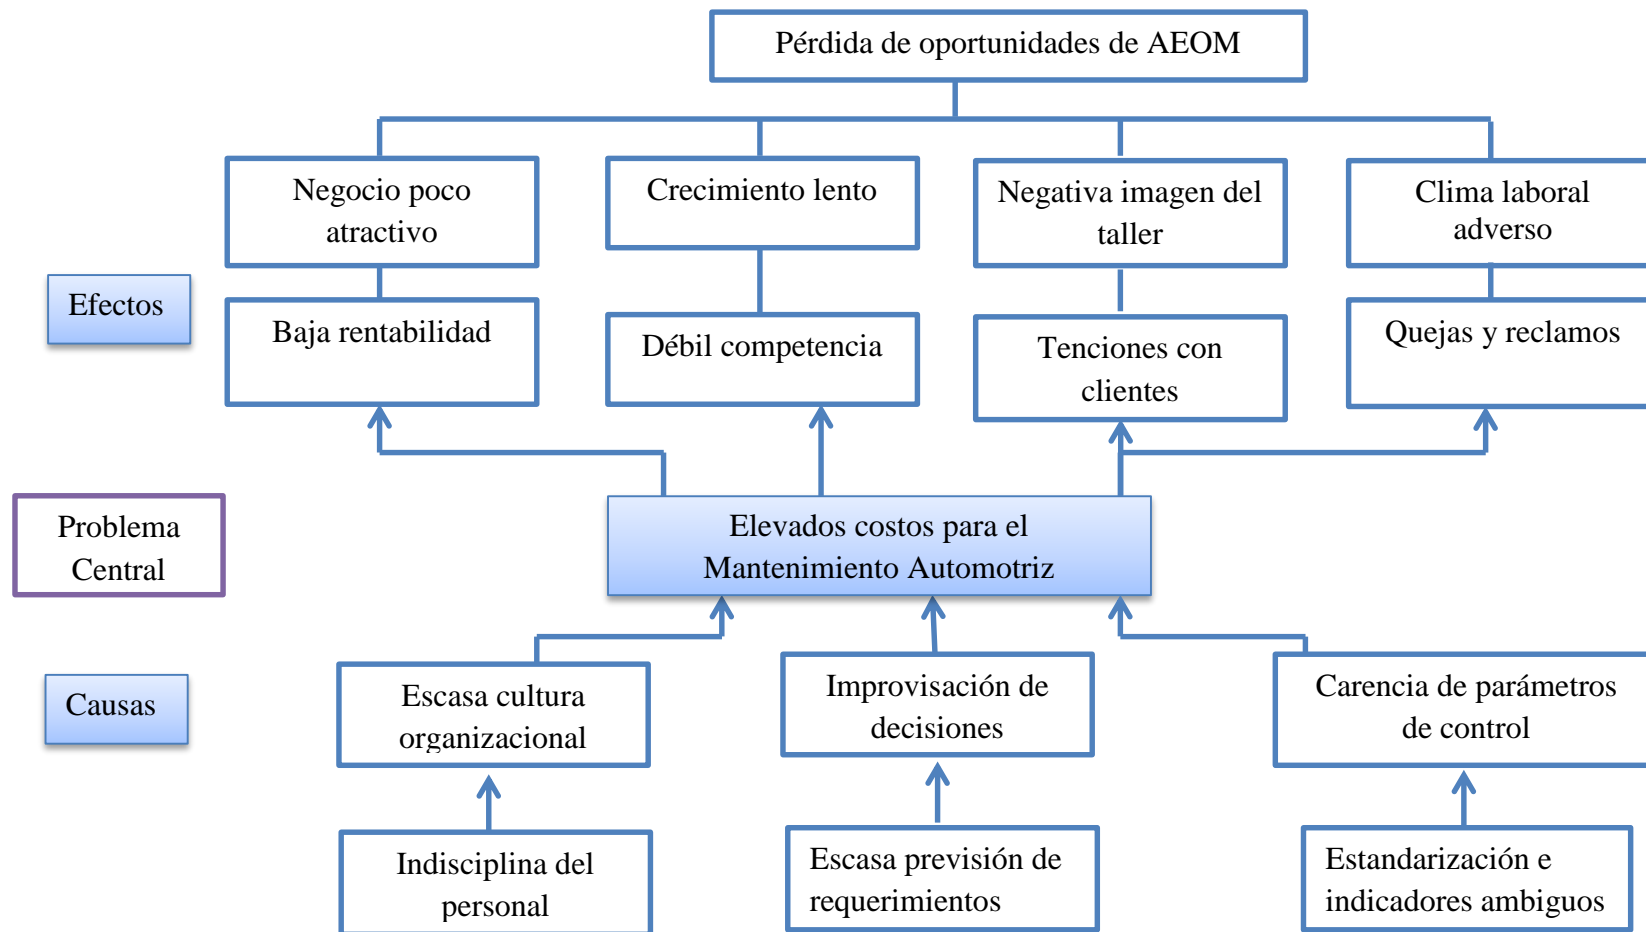 Pérdida de oportunidades de AEOM
Negocio poco
atractivo
Crecimiento lento
Negativa imagen del
taller
Clima laboral
adverso
Efectos
Baja rentabilidad
Débil competencia
Tenciones con
clientes
Quejas y reclamos
Problema
Central
Elevados costos para el
Mantenimiento Automotriz
Causas
Escasa cultura
organizacional
Improvisación de
decisiones
Carencia de parámetros
de control
Indisciplina del
personal
Escasa previsión de
requerimientos
Estandarización e
indicadores ambiguos